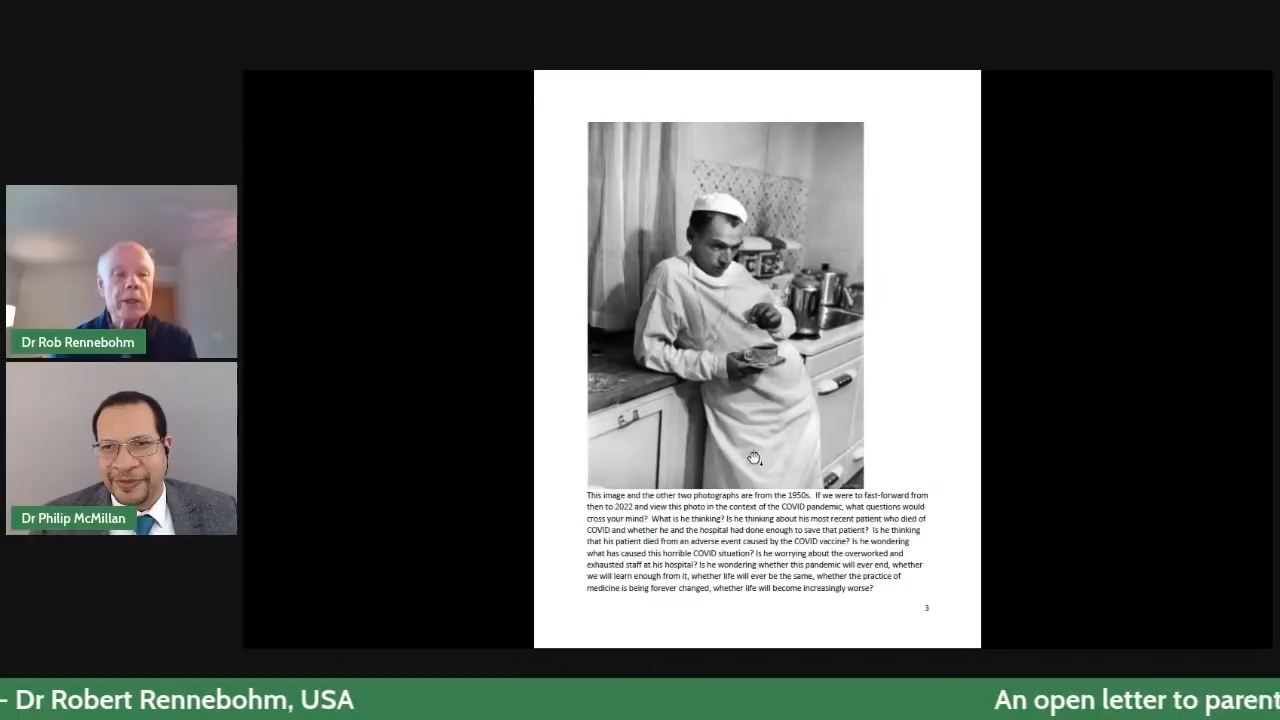 Dr Rob Rennebohm
Dr Philip McMillan
This image and the other two photographs are from the 1950s.  If we were to fast-forward from
then to 2022 and view this photo in the context of the COVID pandemic, what questions would
cross your mind?  What is he thinking? Is he thinking about his most recent patient who died of
COVID and whether he and the hospital had done enough to save that patient?  Is he thinking
that his patient died from an adverse event caused by the COVID vaccine? Is he wondering
what has caused this horrible COVID situation? Is he worrying about the overworked and
exhausted staff at his hospital? Is he wondering whether this pandemic will ever end, whether
we will learn enough from it, whether life will ever be the same, whether the practice of
medicine is being forever changed, whether life will become increasingly worse?
3
- Dr Robert Rennebohm, USA
An open letter to parent